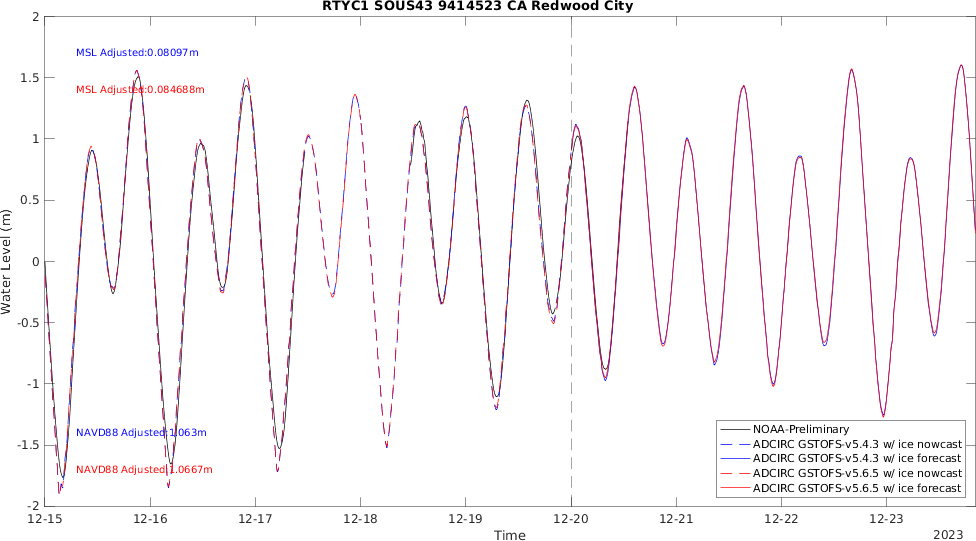 RTYC1 SOUS43 9414523 CA Redwood City
2
1.5
1
0.5
0
-0.5
-1
-1.5
-2
Water Level (m)
MSL Adjusted:0.08097m
MSL Adjusted:0.084688m
NAVD88 Adjusted:1.063m
NAVD88 Adjusted:1.0667m
NOAA-Preliminary
ADCIRC GSTOFS-v5.4.3 w/ ice nowcast
ADCIRC GSTOFS-v5.4.3 w/ ice forecast
ADCIRC GSTOFS-v5.6.5 w/ ice nowcast
ADCIRC GSTOFS-v5.6.5 w/ ice forecast
12-15 12-16 12-17 12-18 12-19 12-20 12-21 12-22 12-23
Time
2023